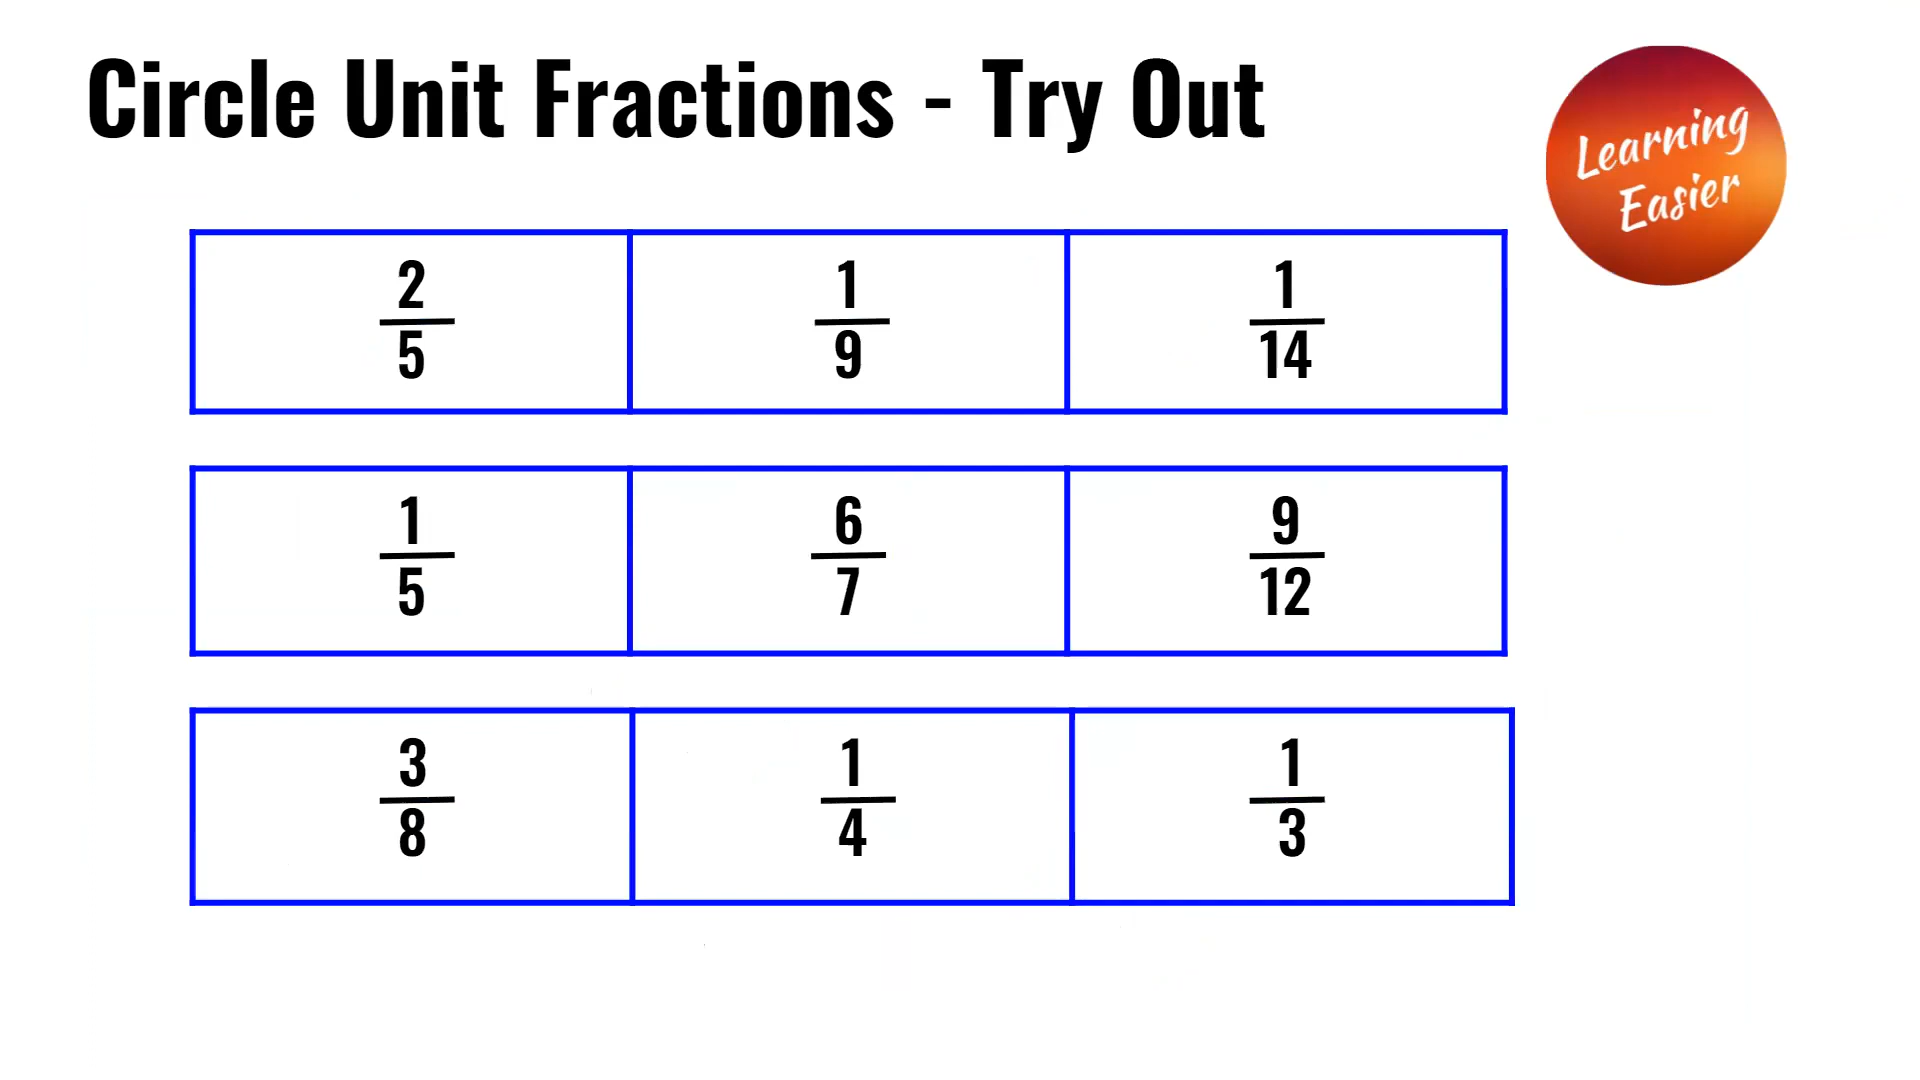 Circle Unit Fractions - Try Out
Learning
Easier
2 1 1
5 9 14
1 6 9
5 7 12
3 1 1
8 4 3